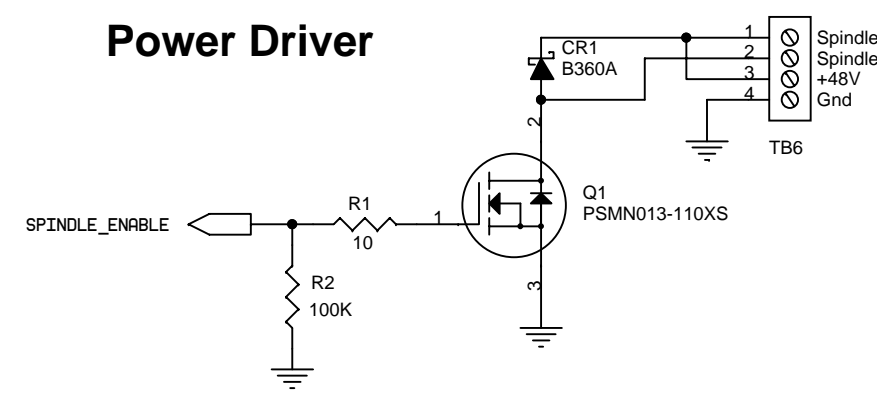 Power Driver
CR1
B360A
1
2
3
4
Spindle
Spindle
+48V
Gnd
TB6
2
Q1
PSMN013-110XS
SPINDLE_ENABLE
R1
10
1
R2
100K
3